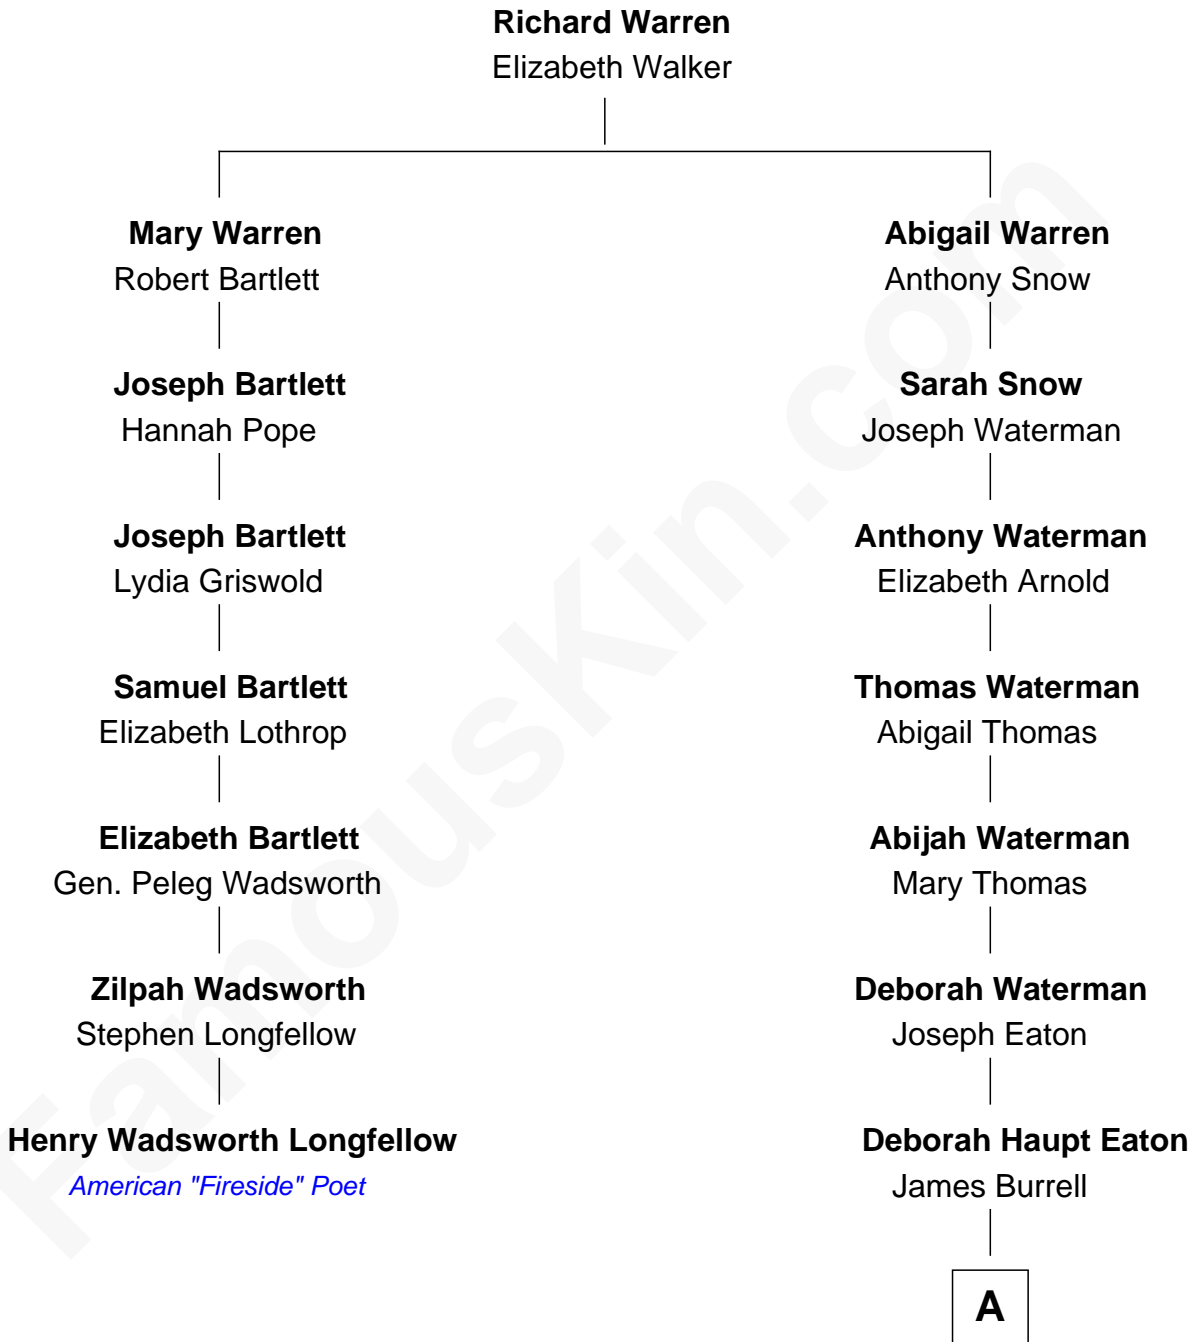 Richard Warren
Elizabeth Walker
Mary Warren
Robert Bartlett
Abigail Warren
Anthony Snow
Joseph Bartlett
Hannah Pope
Sarah Snow
Joseph Waterman
Joseph Bartlett
Lydia Griswold
Anthony Waterman
Elizabeth Arnold
Samuel Bartlett
Elizabeth Lothrop
Thomas Waterman
Abigail Thomas
Elizabeth Bartlett
Gen. Peleg Wadsworth
Abijah Waterman
Mary Thomas
Zilpah Wadsworth
Stephen Longfellow
Deborah Waterman
Joseph Eaton
Henry Wadsworth Longfellow
American "Fireside" Poet
Deborah Haupt Eaton
James Burrell
A
FamousKin.com